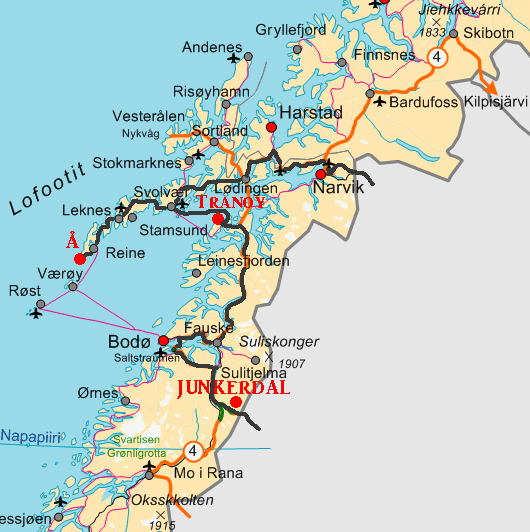 Jiehkkevárri
1833
Skibotn
Gryllefjord
Andenes
Finnsnes
4
Bardufoss
Kilpisjärvi
Risøyhamn
Harstad
Vesterålen
Nykvåg
Sortland
Stokmarknes
Lofootit
Svolvær
Lødingen
Narvik
Leknes
Tranøy
Stamsund
Å
Reine
Leinesfjorden
Værøy
Røst
Fauske
Bodø
Suliskonger
Saltstraumen
1907
Sulitjelma
JUNKERDAL
Ørnes
Napapiiri
Svartisen
Grønligrotta
4
Mo i Rana
Oksskkolten
essjøen
1915